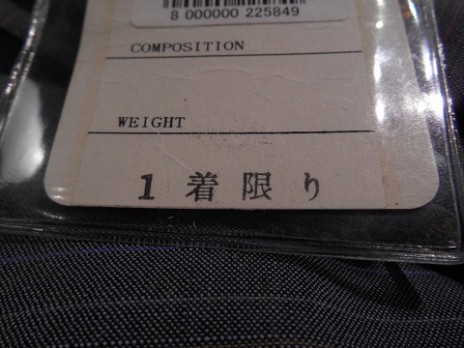 8 000000 225849
COMPOSITION
WEIGHT
1着限り